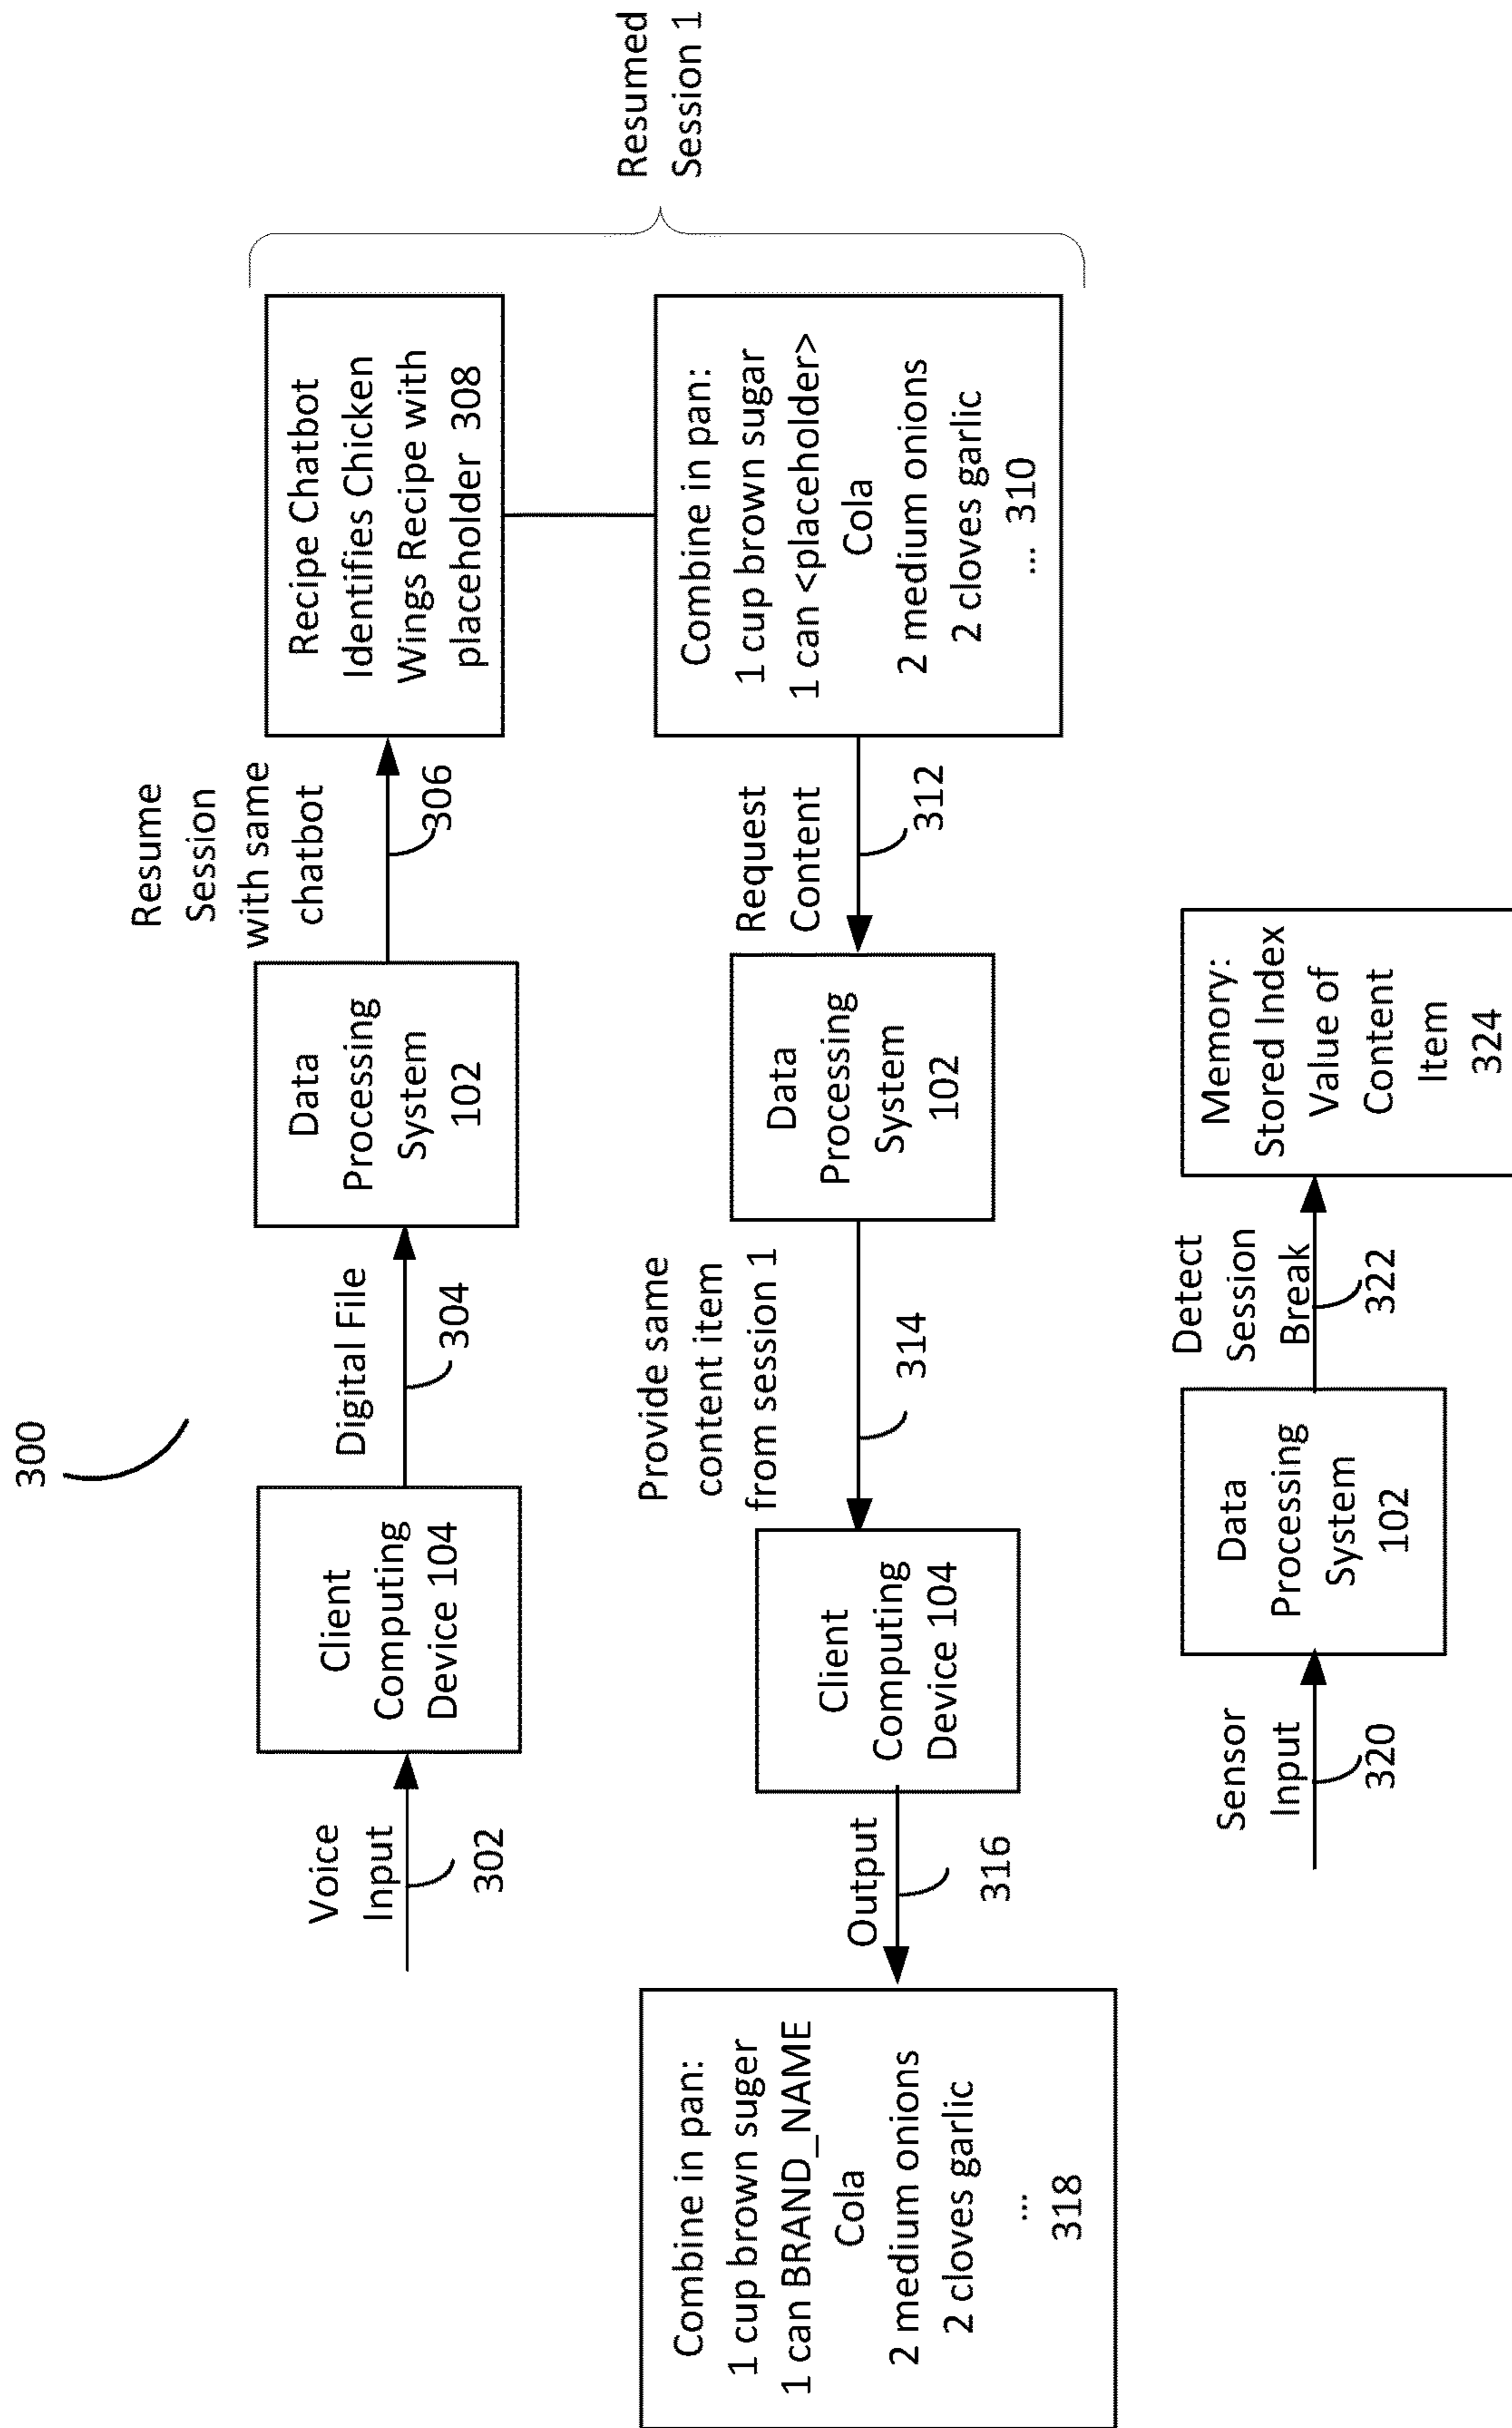 300
Voice
Input
302
Client
Computing
Device 104
Digital File
304
Data
Processing
System
102
Resume
Session
with same
chatbot
306
Recipe Chatbot
Identifies Chicken
Wings Recipe with
placeholder 308
Resumed
Session 1
Combine in pan:
1 cup brown sugar
1 can <placeholder>
Cola
2 medium onions
2 cloves garlic
... 310
Request
Content
312
Data
Processing
System
102
Provide same
content item
from session 1
314
Client
Computing
Device 104
Output
316
Combine in pan:
1 cup brown suger
1 can BRAND_NAME
Cola
2 medium onions
2 cloves garlic
...
318
Sensor
Input
320
Data
Processing
System
102
Detect
Session
Break
322
Memory:
Stored Index
Value of
Content
Item
324